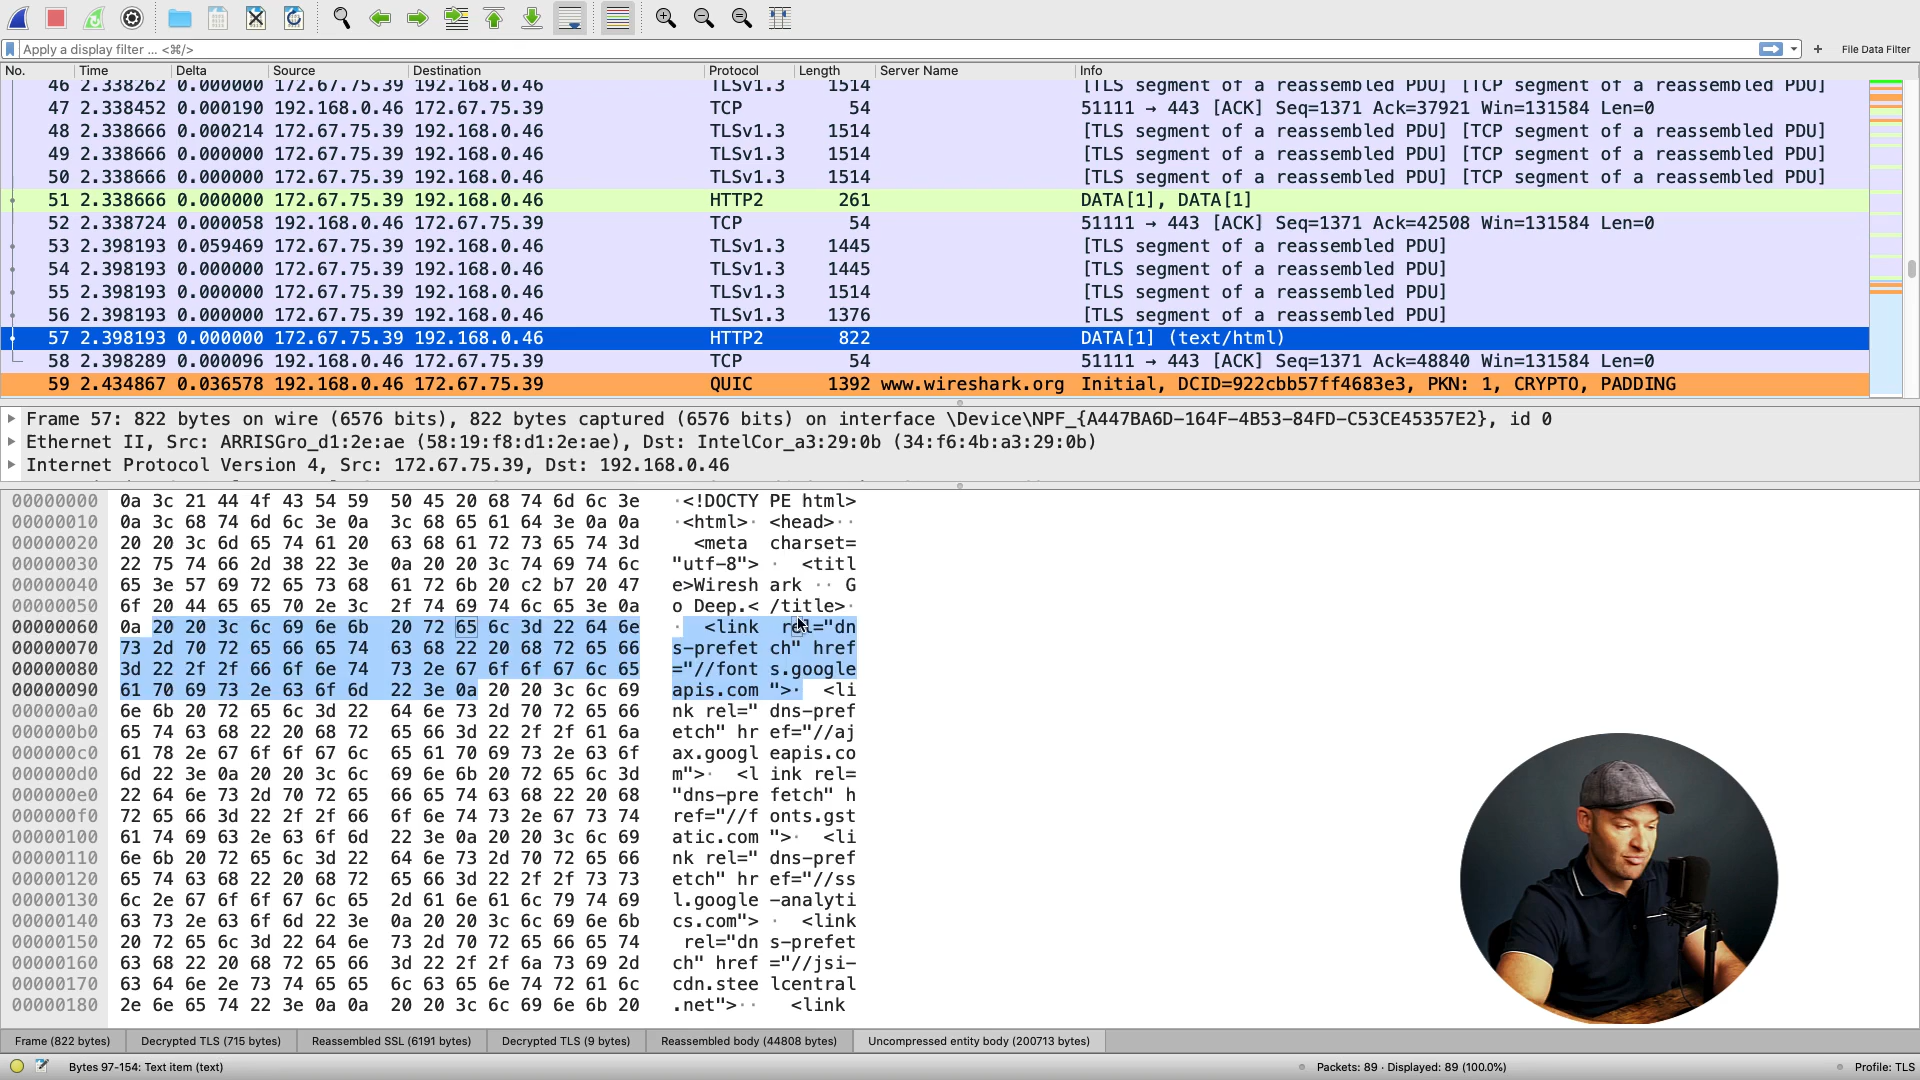 Apply a display filter ... <⌘/>
+ File Data Filter
No. Time Delta Source Destination Protocol Length Server Name Info
46 2.338262 0.000000 172.67.75.39 192.168.0.46 TLSv1.3 1514 [TLS segment of a reassembled PDU] [TCP segment of a reassembled PDU]
47 2.338452 0.000190 192.168.0.46 172.67.75.39 TCP 54 51111 → 443 [ACK] Seq=1371 Ack=37921 Win=131584 Len=0
48 2.338666 0.000214 172.67.75.39 192.168.0.46 TLSv1.3 1514 [TLS segment of a reassembled PDU] [TCP segment of a reassembled PDU]
49 2.338666 0.000000 172.67.75.39 192.168.0.46 TLSv1.3 1514 [TLS segment of a reassembled PDU] [TCP segment of a reassembled PDU]
50 2.338666 0.000000 172.67.75.39 192.168.0.46 TLSv1.3 1514 [TLS segment of a reassembled PDU] [TCP segment of a reassembled PDU]
51 2.338666 0.000000 172.67.75.39 192.168.0.46 HTTP2 261 DATA[1], DATA[1]
52 2.338724 0.000058 192.168.0.46 172.67.75.39 TCP 54 51111 → 443 [ACK] Seq=1371 Ack=42508 Win=131584 Len=0
53 2.398193 0.059469 172.67.75.39 192.168.0.46 TLSv1.3 1445 [TLS segment of a reassembled PDU]
54 2.398193 0.000000 172.67.75.39 192.168.0.46 TLSv1.3 1445 [TLS segment of a reassembled PDU]
55 2.398193 0.000000 172.67.75.39 192.168.0.46 TLSv1.3 1514 [TLS segment of a reassembled PDU]
56 2.398193 0.000000 172.67.75.39 192.168.0.46 TLSv1.3 1376 [TLS segment of a reassembled PDU]
57 2.398193 0.000000 172.67.75.39 192.168.0.46 HTTP2 822 DATA[1] (text/html)
58 2.398289 0.000096 192.168.0.46 172.67.75.39 TCP 54 51111 → 443 [ACK] Seq=1371 Ack=48840 Win=131584 Len=0
59 2.434867 0.036578 192.168.0.46 172.67.75.39 QUIC 1392 www.wireshark.org Initial, DCID=922cbb57ff4683e3, PKN: 1, CRYPTO, PADDING
Frame 57: 822 bytes on wire (6576 bits), 822 bytes captured (6576 bits) on interface \Device\NPF_{A447BA6D-164F-4B53-84FD-C53CE45357E2}, id 0
Ethernet II, Src: ARRISGro_d1:2e:ae (58:19:f8:d1:2e:ae), Dst: IntelCor_a3:29:0b (34:f6:4b:a3:29:0b)
Internet Protocol Version 4, Src: 172.67.75.39, Dst: 192.168.0.46
00000000 0a 3c 21 44 4f 43 54 59 50 45 20 68 74 6d 6c 3e ·<!DOCTY PE html>
00000010 0a 3c 68 74 6d 6c 3e 0a 3c 68 65 61 64 3e 0a 0a ·<html>· <head>··
00000020 20 20 3c 6d 65 74 61 20 63 68 61 72 73 65 74 3d <meta charset=
00000030 22 75 74 66 2d 38 22 3e 0a 20 20 3c 74 69 74 6c "utf-8"> · <titl
00000040 65 3e 57 69 72 65 73 68 61 72 6b 20 c2 b7 20 47 e>Wiresh ark ·· G
00000050 6f 20 44 65 65 70 2e 3c 2f 74 69 74 6c 65 3e 0a o Deep.< /title>·
00000060 0a 20 20 3c 6c 69 6e 6b 20 72 65 6c 3d 22 64 6e · <link rel="dn
00000070 73 2d 70 72 65 66 65 74 63 68 22 20 68 72 65 66 s-prefet ch" href
00000080 3d 22 2f 2f 66 6f 6e 74 73 2e 67 6f 6f 67 6c 65 ="//font s.google
00000090 61 70 69 73 2e 63 6f 6d 22 3e 0a 20 20 3c 6c 69 apis.com ">· <li
000000a0 6e 6b 20 72 65 6c 3d 22 64 6e 73 2d 70 72 65 66 nk rel=" dns-pref
000000b0 65 74 63 68 22 20 68 72 65 66 3d 22 2f 2f 61 6a etch" hr ef="//aj
000000c0 61 78 2e 67 6f 6f 67 6c 65 61 70 69 73 2e 63 6f ax.googl eapis.co
000000d0 6d 22 3e 0a 20 20 3c 6c 69 6e 6b 20 72 65 6c 3d m">· <l ink rel=
000000e0 22 64 6e 73 2d 70 72 65 66 65 74 63 68 22 20 68 "dns-pre fetch" h
000000f0 72 65 66 3d 22 2f 2f 66 6f 6e 74 73 2e 67 73 74 ref="//f onts.gst
00000100 61 74 69 63 2e 63 6f 6d 22 3e 0a 20 20 3c 6c 69 atic.com ">· <li
00000110 6e 6b 20 72 65 6c 3d 22 64 6e 73 2d 70 72 65 66 nk rel=" dns-pref
00000120 65 74 63 68 22 20 68 72 65 66 3d 22 2f 2f 73 73 etch" hr ef="//ss
00000130 6c 2e 67 6f 6f 67 6c 65 2d 61 6e 61 6c 79 74 69 l.google -analyti
00000140 63 73 2e 63 6f 6d 22 3e 0a 20 20 3c 6c 69 6e 6b cs.com"> · <link
00000150 20 72 65 6c 3d 22 64 6e 73 2d 70 72 65 66 65 74 rel="dn s-prefet
00000160 63 68 22 20 68 72 65 66 3d 22 2f 2f 6a 73 69 2d ch" href ="//jsi-
00000170 63 64 6e 2e 73 74 65 65 6c 63 65 6e 74 72 61 6c cdn.stee lcentral
00000180 2e 6e 65 74 22 3e 0a 0a 20 20 3c 6c 69 6e 6b 20 .net">·· <link
Frame (822 bytes) Decrypted TLS (715 bytes) Reassembled SSL (6191 bytes) Decrypted TLS (9 bytes) Reassembled body (44808 bytes) Uncompressed entity body (200713 bytes)
Bytes 97-154: Text item (text) Packets: 89 · Displayed: 89 (100.0%) Profile: TLS